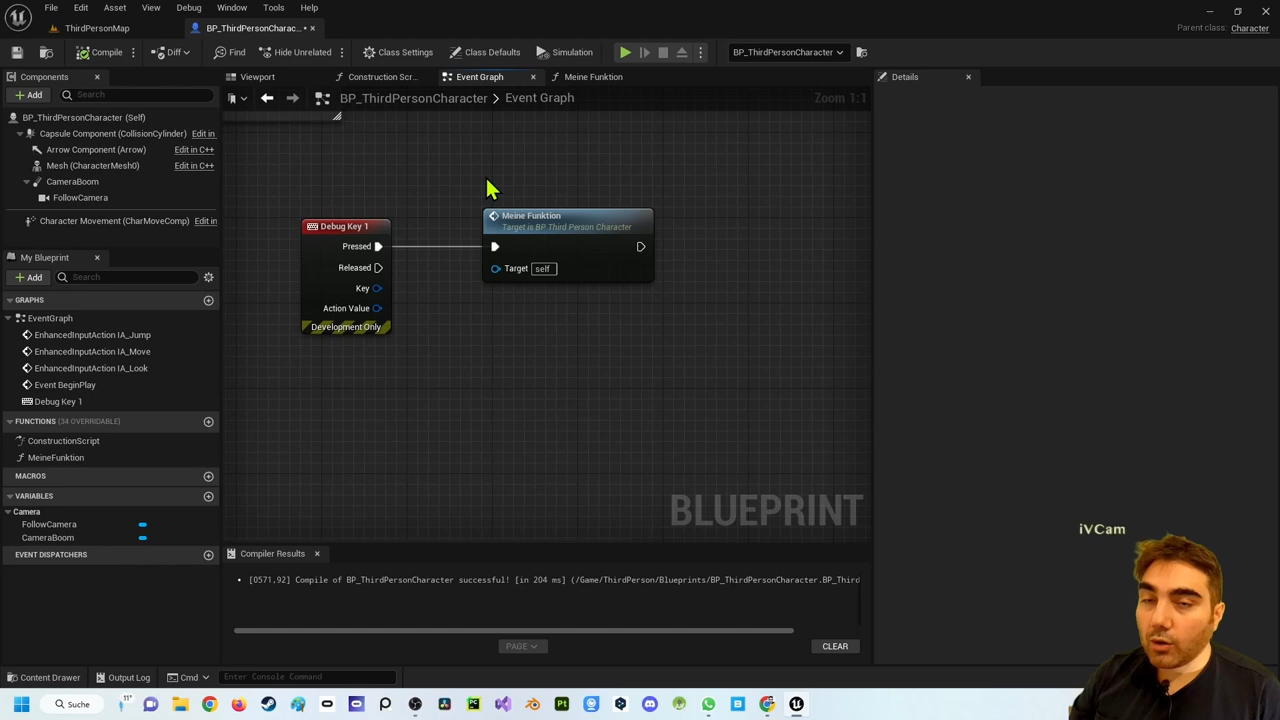 File Edit Asset View Debug Window Tools Help
ThirdPersonMap
BP_ThirdPersonCharac... •
Parent class: Character
Compile
Diff
Find
Hide Unrelated
Class Settings
Class Defaults
Simulation
BP_ThirdPersonCharacter
Components
Add
Search
BP_ThirdPersonCharacter (Self)
Capsule Component (CollisionCylinder) Edit in
Arrow Component (Arrow) Edit in C++
Mesh (CharacterMesh0) Edit in C++
CameraBoom
FollowCamera
Character Movement (CharMoveComp) Edit in
My Blueprint
Add
Search
GRAPHS
EventGraph
EnhancedInputAction IA_Jump
EnhancedInputAction IA_Move
EnhancedInputAction IA_Look
Event BeginPlay
Debug Key 1
FUNCTIONS (34 OVERRIDABLE)
ConstructionScript
MeineFunktion
MACROS
VARIABLES
Camera
FollowCamera
CameraBoom
EVENT DISPATCHERS
Viewport
Construction Scr...
Event Graph
Meine Funktion
BP_ThirdPersonCharacter > Event Graph
Zoom 1:1
Debug Key 1
Pressed
Released
Key
Action Value
Development Only
Meine Funktion
Target is BP Third Person Character
Target self
BLUEPRINT
Compiler Results
[0571,92] Compile of BP_ThirdPersonCharacter successful! [in 204 ms] (/Game/ThirdPerson/Blueprints/BP_ThirdPersonCharacter.BP_Third
PAGE
CLEAR
Details
iVCam
Content Drawer
Output Log
Cmd
Enter Console Command
Suche
11°